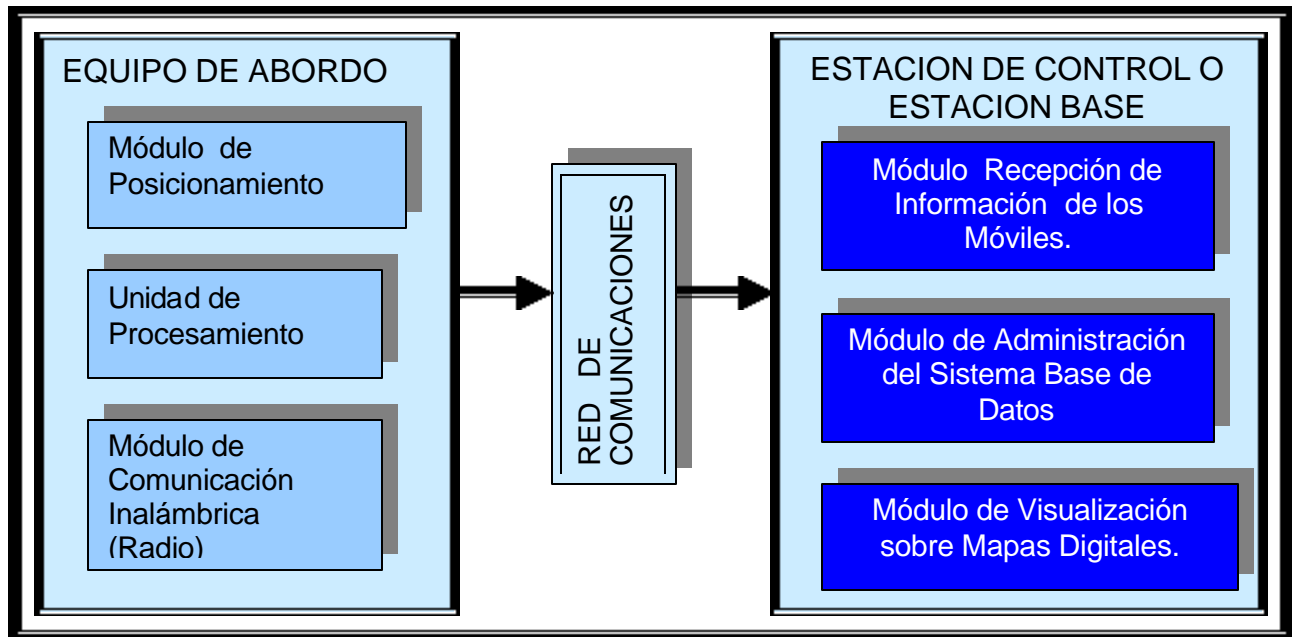 EQUIPO DE ABORDO
Módulo de
Posicionamiento
Unidad de
Procesamiento
Módulo de
Comunicación
Inalámbrica
(Radio)
RED DE
COMUNICACIONES
ESTACION DE CONTROL O
ESTACION BASE
Módulo Recepción de
Información de los
Móviles.
Módulo de Administración
del Sistema Base de
Datos
Módulo de Visualización
sobre Mapas Digitales.